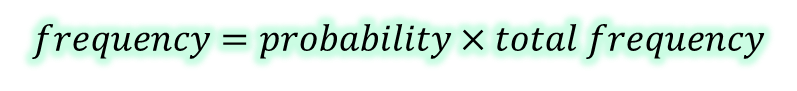 frequency = probability × total frequency